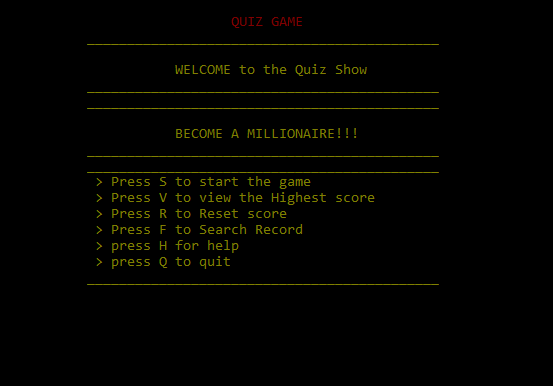 QUIZ GAME
WELCOME to the Quiz Show
BECOME A MILLIONAIRE!!!
> Press S to start the game
> Press V to view the Highest score
> Press R to Reset score
> Press F to Search Record
> press H for help
> press Q to quit